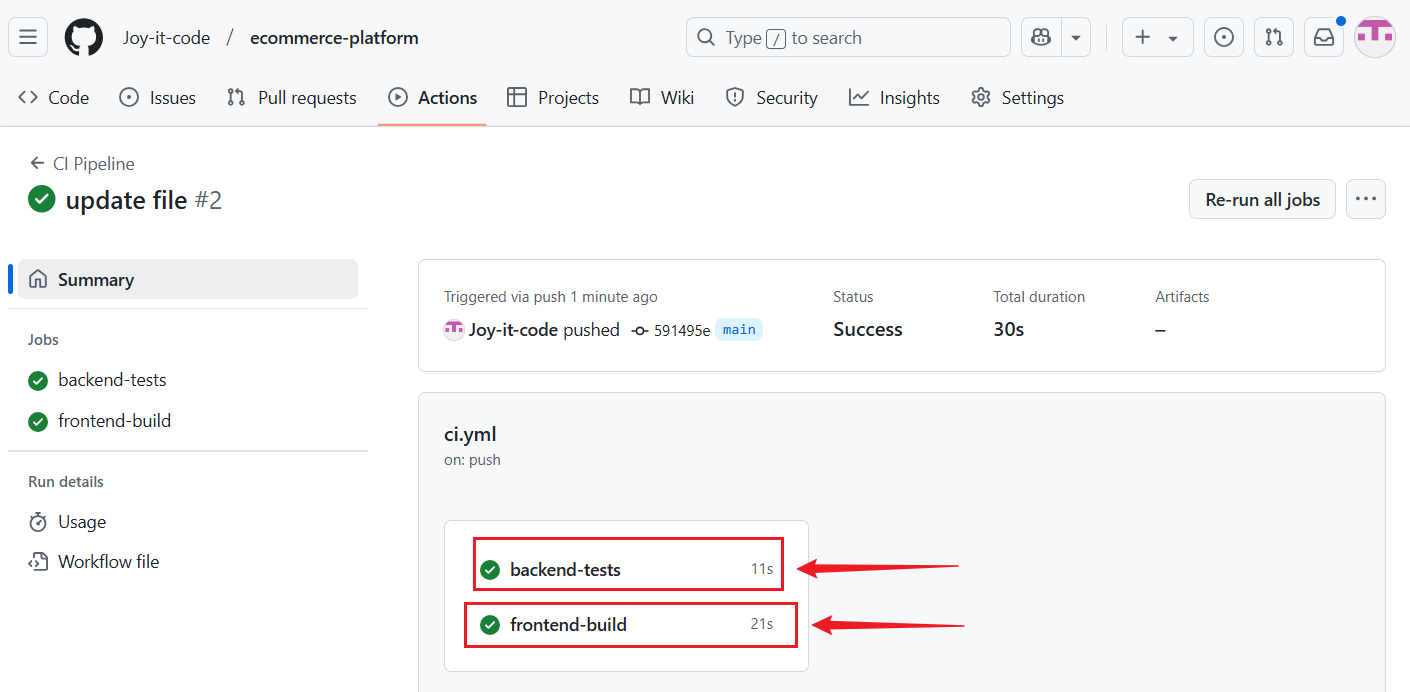 Joy-it-code / ecommerce-platform
Type / to search
Code Issues Pull requests Actions Projects Wiki Security Insights Settings
CI Pipeline
update file #2
Re-run all jobs
Summary
Jobs
backend-tests
frontend-build
Run details
Usage
Workflow file
Triggered via push 1 minute ago
Joy-it-code pushed 591495e main
Status
Success
Total duration
30s
Artifacts
–
ci.yml
on: push
backend-tests 11s
frontend-build 21s